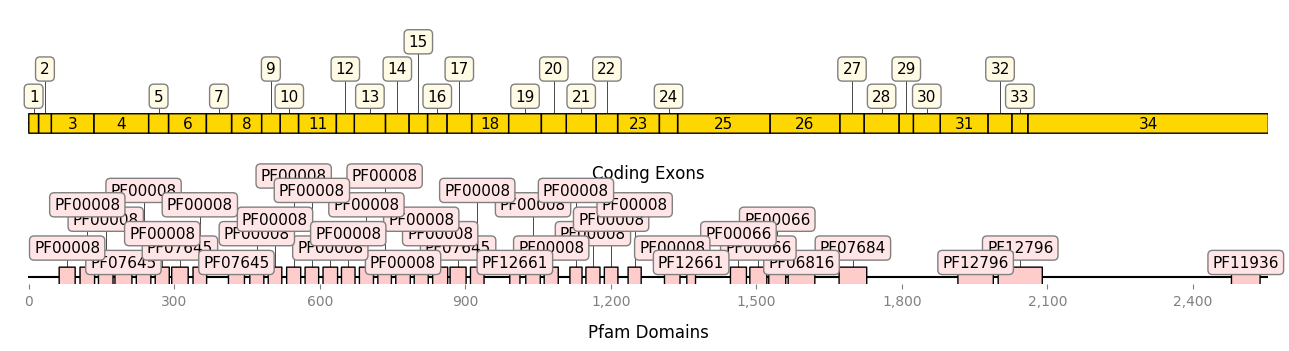 15
2 9 12 14 17 20 22 27 29 32
1 5 7 10 13 16 19 21 24 28 30 33
3 4 6 8 11 18 23 25 26 31 34
Coding Exons
PF00008 PF00008
PF00008 PF00008 PF00008 PF00008
PF00008 PF00008 PF00008 PF00008 PF00008
PF00008 PF00008 PF00008 PF00008 PF00066
PF00008 PF00008 PF00008 PF00008 PF00008 PF00066
PF00008 PF07645 PF00008 PF07645 PF00008 PF00008 PF00066 PF07684 PF12796
PF07645 PF07645 PF00008 PF12661 PF12661 PF06816 PF12796 PF11936
0 300 600 900 1,200 1,500 1,800 2,100 2,400
Pfam Domains